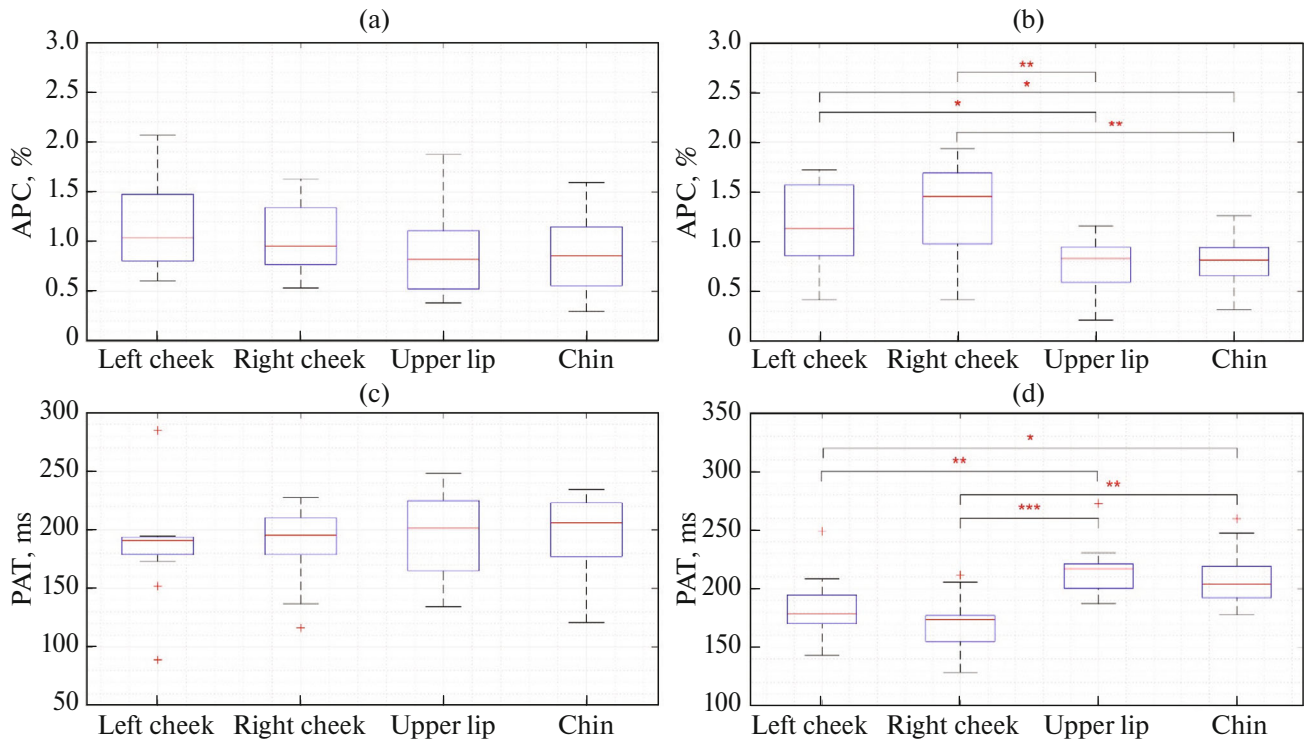 (a)
3.0
2.5
2.0
1.5
1.0
0.5
0
APC, %
Left cheek Right cheek Upper lip Chin
(b)
3.0
2.5
2.0
1.5
1.0
0.5
0
APC, %
**
*
*
**
Left cheek Right cheek Upper lip Chin
(c)
300
250
200
150
100
50
PAT, ms
Left cheek Right cheek Upper lip Chin
(d)
350
300
250
200
150
100
PAT, ms
*
**
**
***
Left cheek Right cheek Upper lip Chin